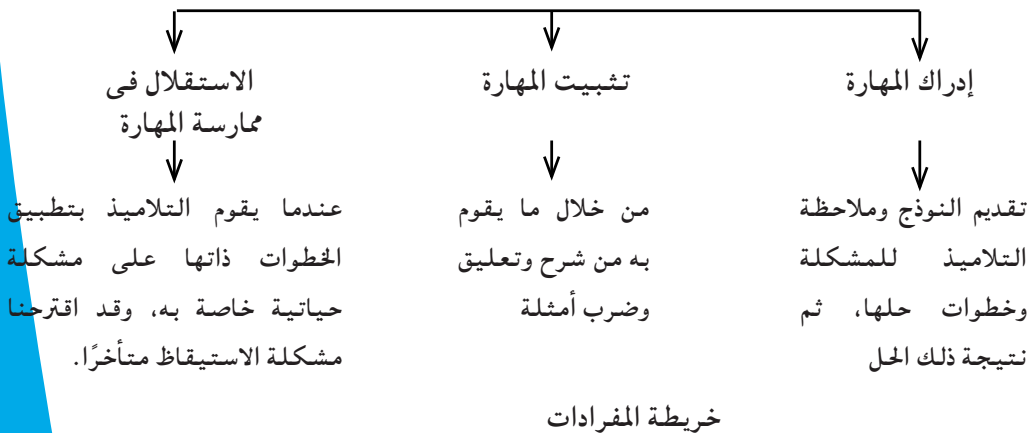 إدراك المهارة
تقديم النوذج وملاحظة
التلاميذ للمشكلة
وخطوات حلها، ثم
نتيجة ذلك الحل
تثبيت المهارة
من خلال ما يقوم
به من شرح وتعليق
وضرب أمثلة
الاستقلال فى
ممارسة المهارة
عندما يقوم التلاميذ بتطبيق
الخطوات ذاتها على مشكلة
حياتية خاصة به، وقد اقترحنا
مشكلة الاستيقاظ متأخرًا.
خريطة المفردات